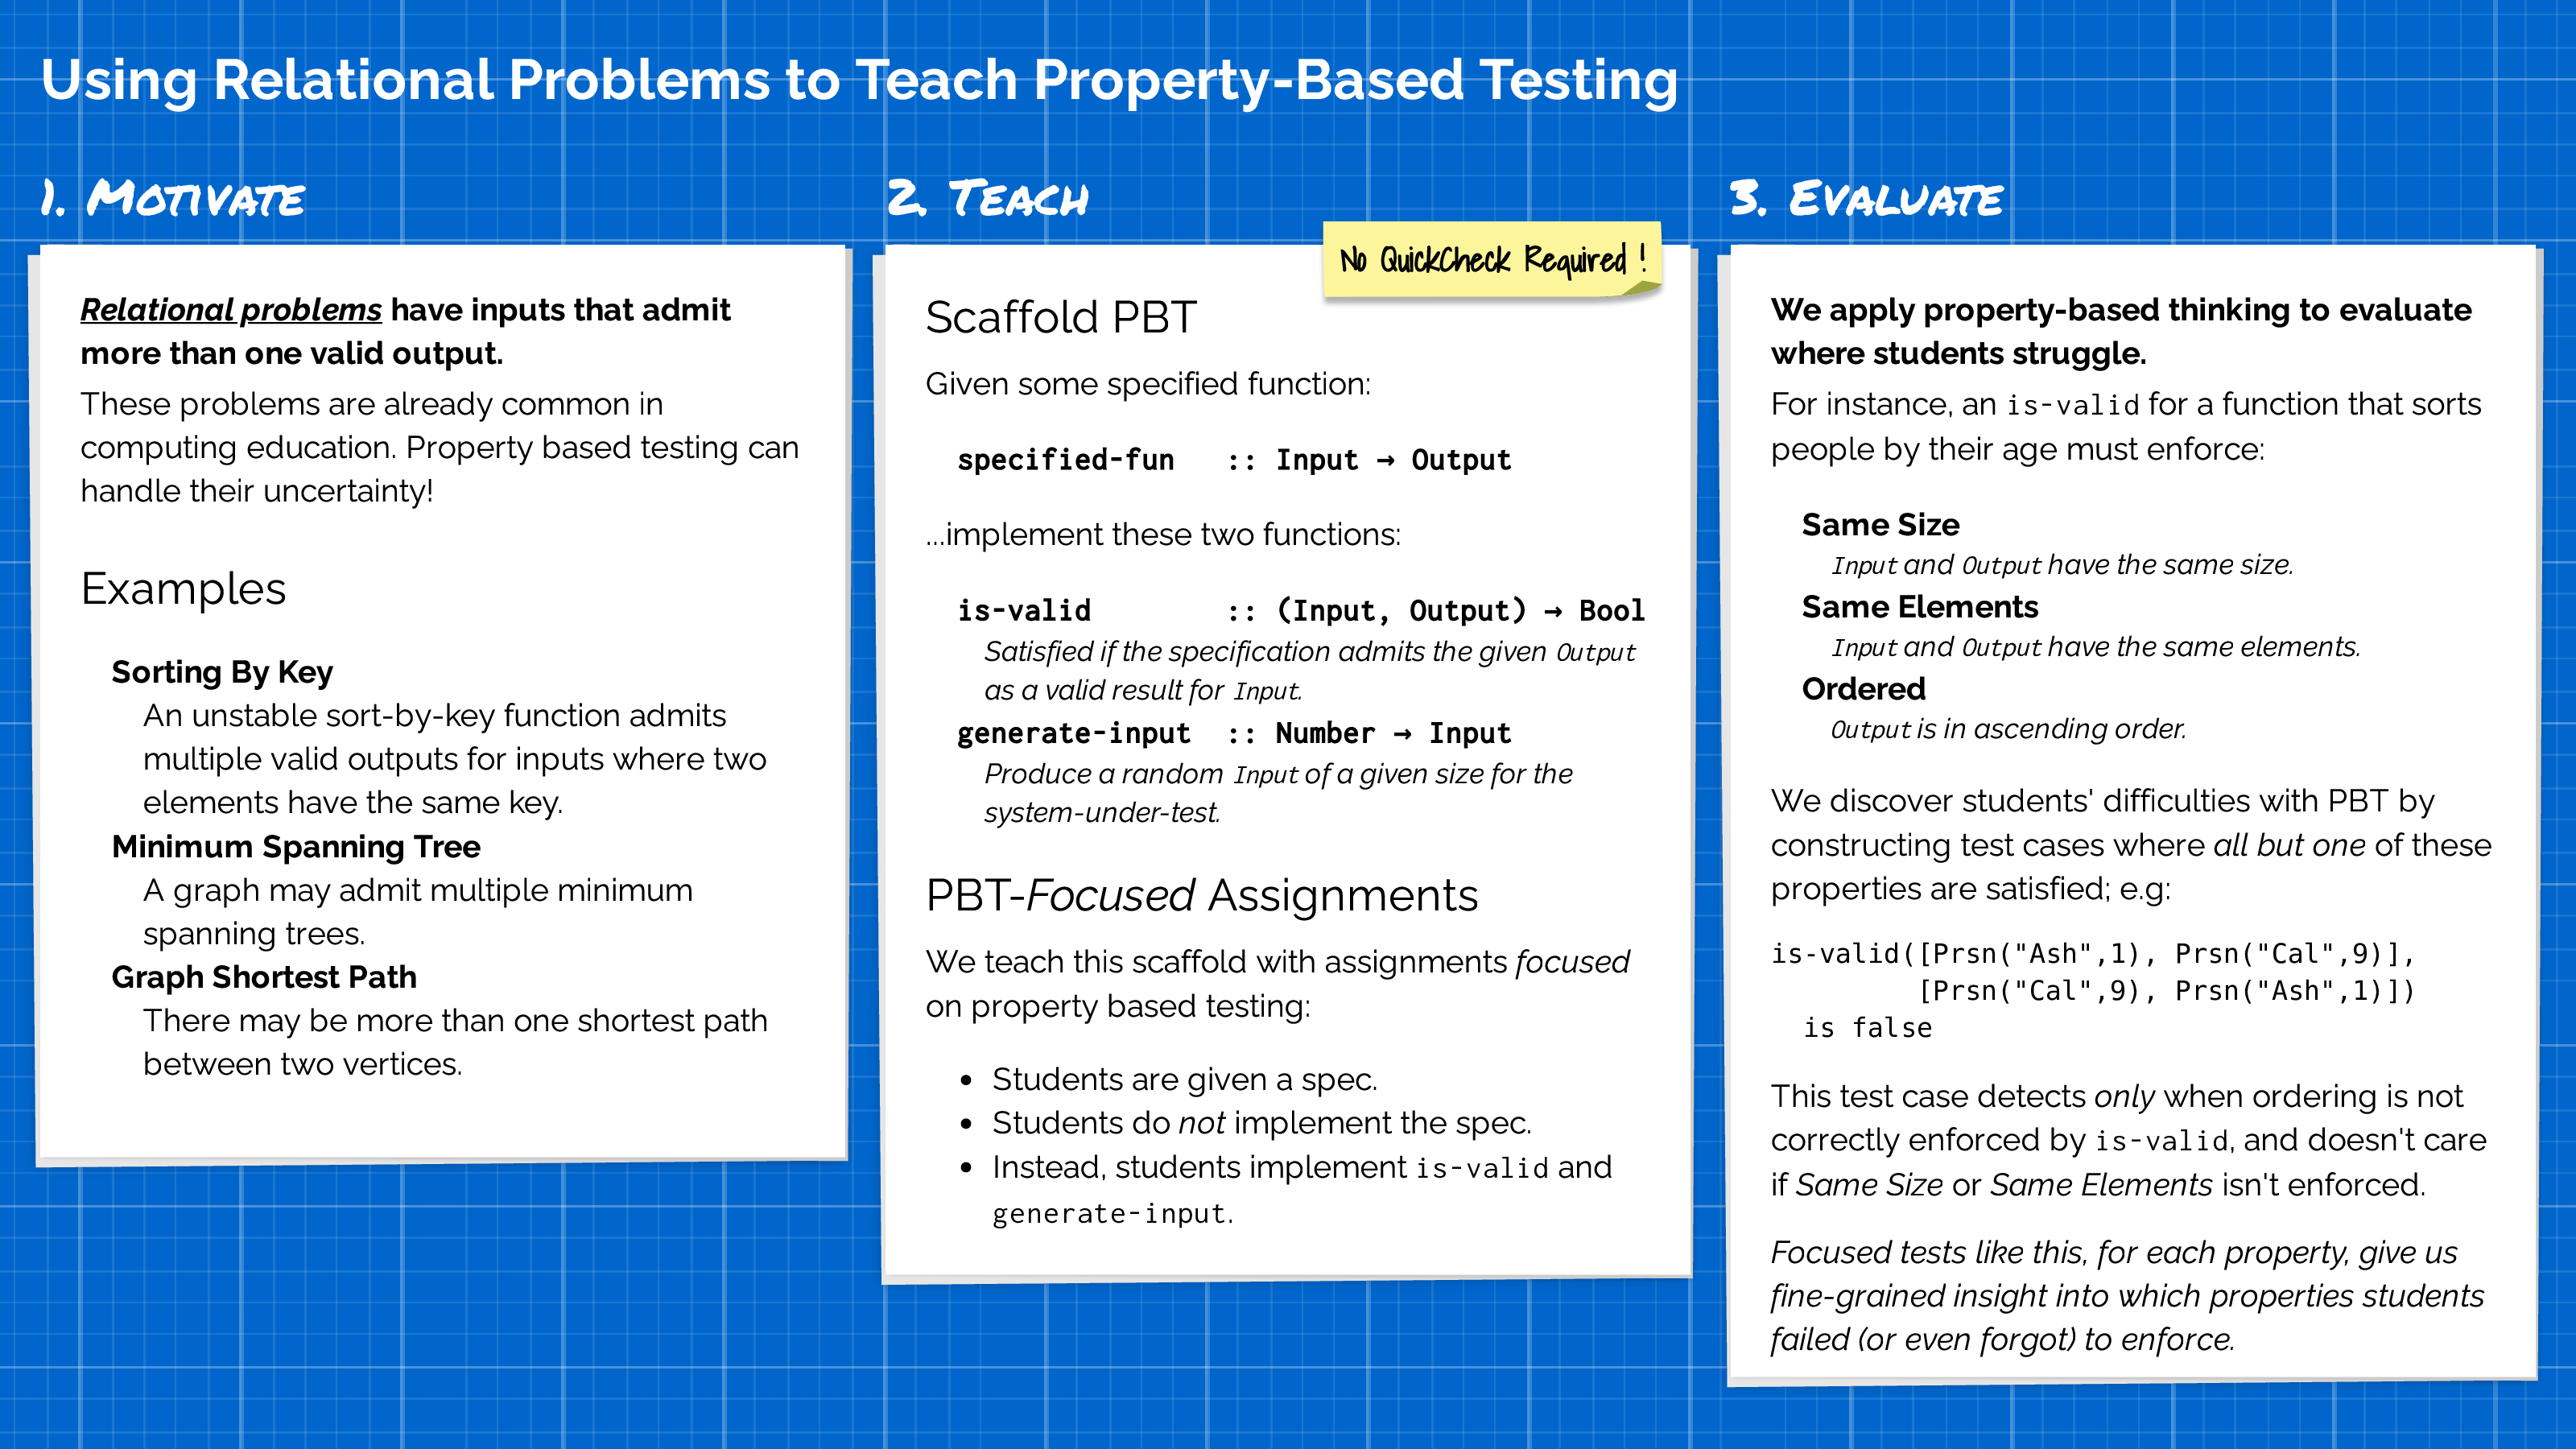 Using Relational Problems to Teach Property-Based Testing
1. Motivate
Relational problems have inputs that admit
more than one valid output.
These problems are already common in
computing education. Property based testing can
handle their uncertainty!
Examples
Sorting By Key
An unstable sort-by-key function admits
multiple valid outputs for inputs where two
elements have the same key.
Minimum Spanning Tree
A graph may admit multiple minimum
spanning trees.
Graph Shortest Path
There may be more than one shortest path
between two vertices.
2. Teach
No QuickCheck Required !
Scaffold PBT
Given some specified function:
specified-fun :: Input → Output
...implement these two functions:
is-valid :: (Input, Output) → Bool
Satisfied if the specification admits the given Output
as a valid result for Input.
generate-input :: Number → Input
Produce a random Input of a given size for the
system-under-test.
PBT-Focused Assignments
We teach this scaffold with assignments focused
on property based testing:
• Students are given a spec.
• Students do not implement the spec.
• Instead, students implement is-valid and
generate-input.
3. Evaluate
We apply property-based thinking to evaluate
where students struggle.
For instance, an is-valid for a function that sorts
people by their age must enforce:
Same Size
Input and Output have the same size.
Same Elements
Input and Output have the same elements.
Ordered
Output is in ascending order.
We discover students' difficulties with PBT by
constructing test cases where all but one of these
properties are satisfied; e.g:
is-valid([Prsn("Ash",1), Prsn("Cal",9)],
[Prsn("Cal",9), Prsn("Ash",1)])
is false
This test case detects only when ordering is not
correctly enforced by is-valid, and doesn't care
if Same Size or Same Elements isn't enforced.
Focused tests like this, for each property, give us
fine-grained insight into which properties students
failed (or even forgot) to enforce.